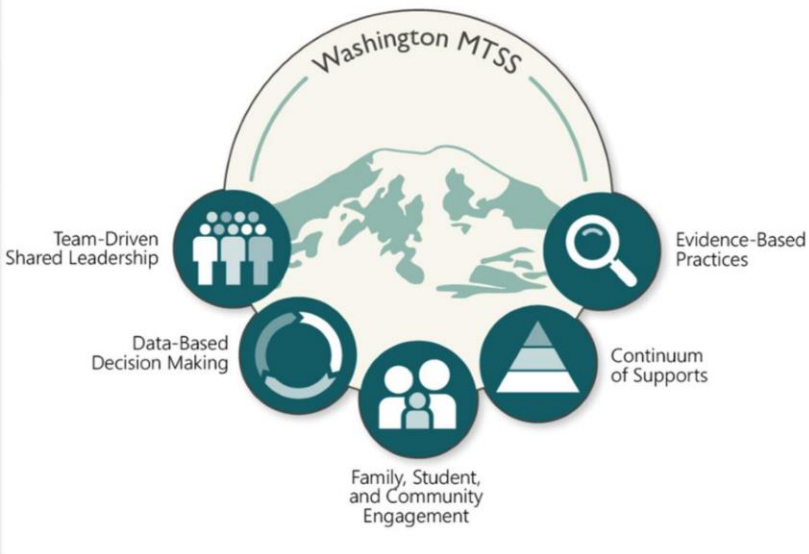 Washington MTSS
Team-Driven
Shared Leadership
Evidence-Based
Practices
Data-Based
Decision Making
Continuum
of Supports
Family, Student,
and Community
Engagement